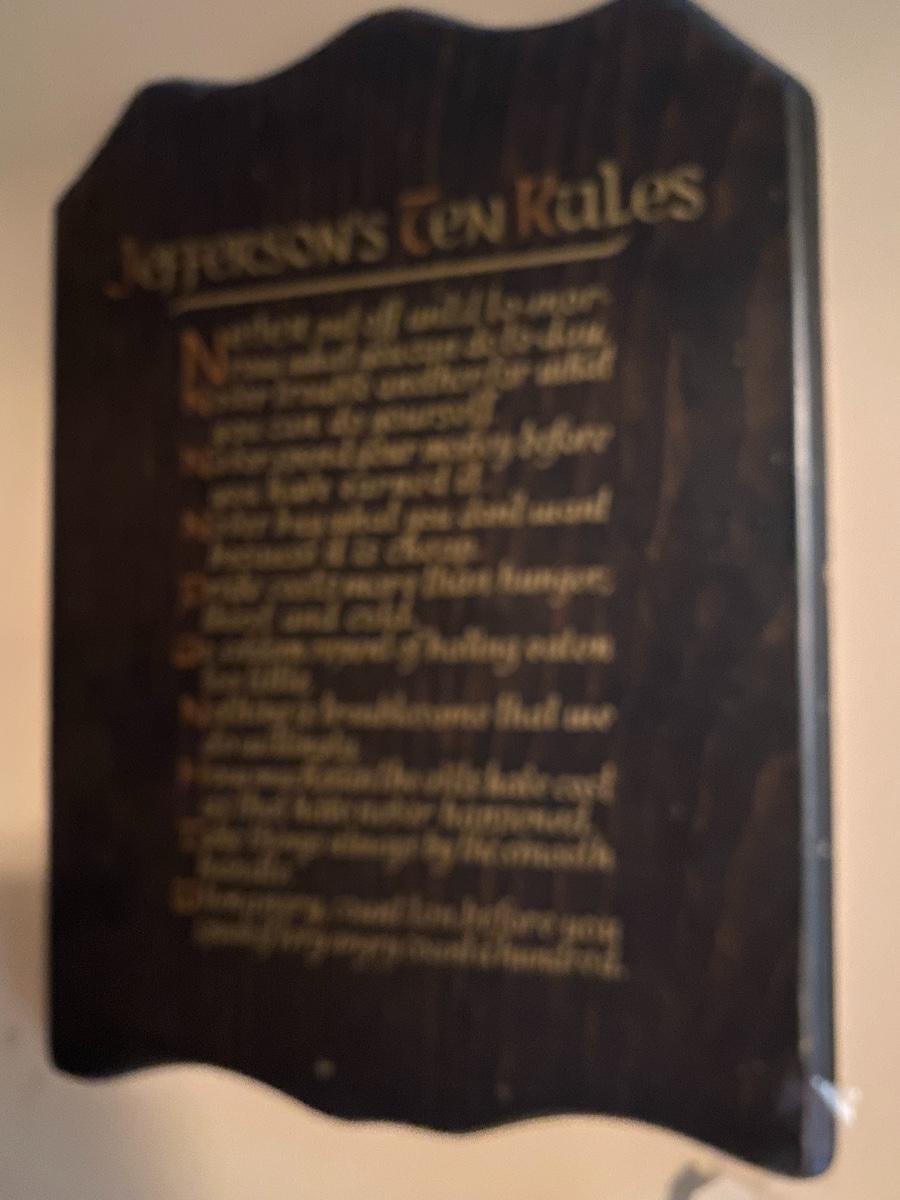 Jefferson's Ten Rules
Never put off until to-mor-
row what you can do to-day.
Never trouble another for what
you can do yourself.
Never spend your money before
you have earned it.
Never buy what you don't want
because it is cheap.
Pride costs more than hunger,
thirst and cold.
We seldom repent of having eaten
too little.
Nothing is troublesome that we
do willingly.
How much pain the evils have cost
us that have never happened.
Take things always by the smooth
handle.
When angry, count ten before you
speak, if very angry, count a hundred.